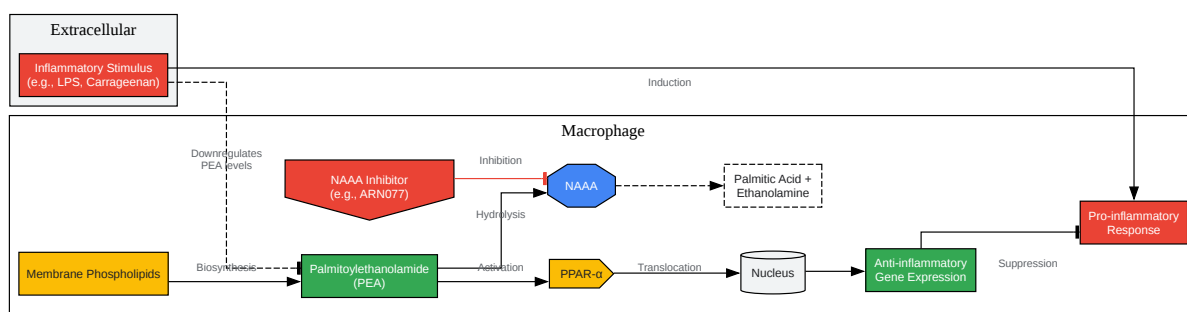 Extracellular
Inflammatory Stimulus
(e.g., LPS, Carrageenan)
Induction
Macrophage
Downregulates
PEA levels
NAAA Inhibitor
(e.g., ARN077)
Inhibition
NAAA
Palmitic Acid +
Ethanolamine
Hydrolysis
Pro-inflammatory
Response
Membrane Phospholipids
Biosynthesis
Palmitoylethanolamide
(PEA)
Activation
PPAR-α
Translocation
Nucleus
Anti-inflammatory
Gene Expression
Suppression